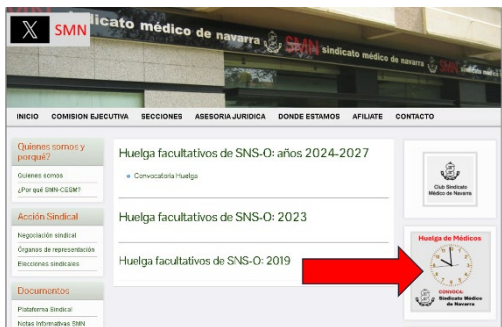 X SMN
sindicato médico de navarra SMN sindicato médico de navarra SMN
INICIO COMISION EJECUTIVA SECCIONES ASESORIA JURIDICA DONDE ESTAMOS AFILIATE CONTACTO
Quienes somos y
porqué?
Quienes somos
¿Por qué SMN-CESM?
Acción Sindical
Negociación sindical
Órganos de representación
Elecciones sindicales
Documentos
Plataforma Sindical
Notas Informativas SMN
Huelga facultativos de SNS-O: años 2024-2027
Convocatoria Huelga
Huelga facultativos de SNS-O: 2023
Huelga facultativos de SNS-O: 2019
Club Sindicato
Médico de Navarra
Huelga de Médicos
CONVOCA:
Sindicato Médico
de Navarra